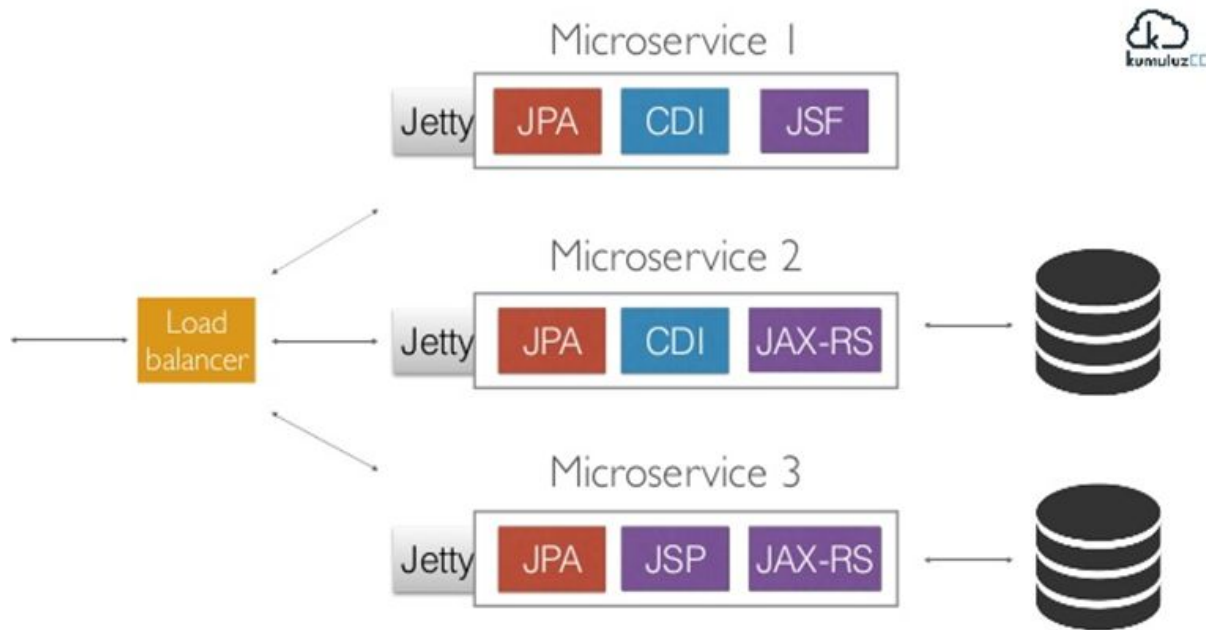 Microservice 1
kumuluzEE
Jetty JPA CDI JSF
Microservice 2
Load
balancer
Jetty JPA CDI JAX-RS
Microservice 3
Jetty JPA JSP JAX-RS